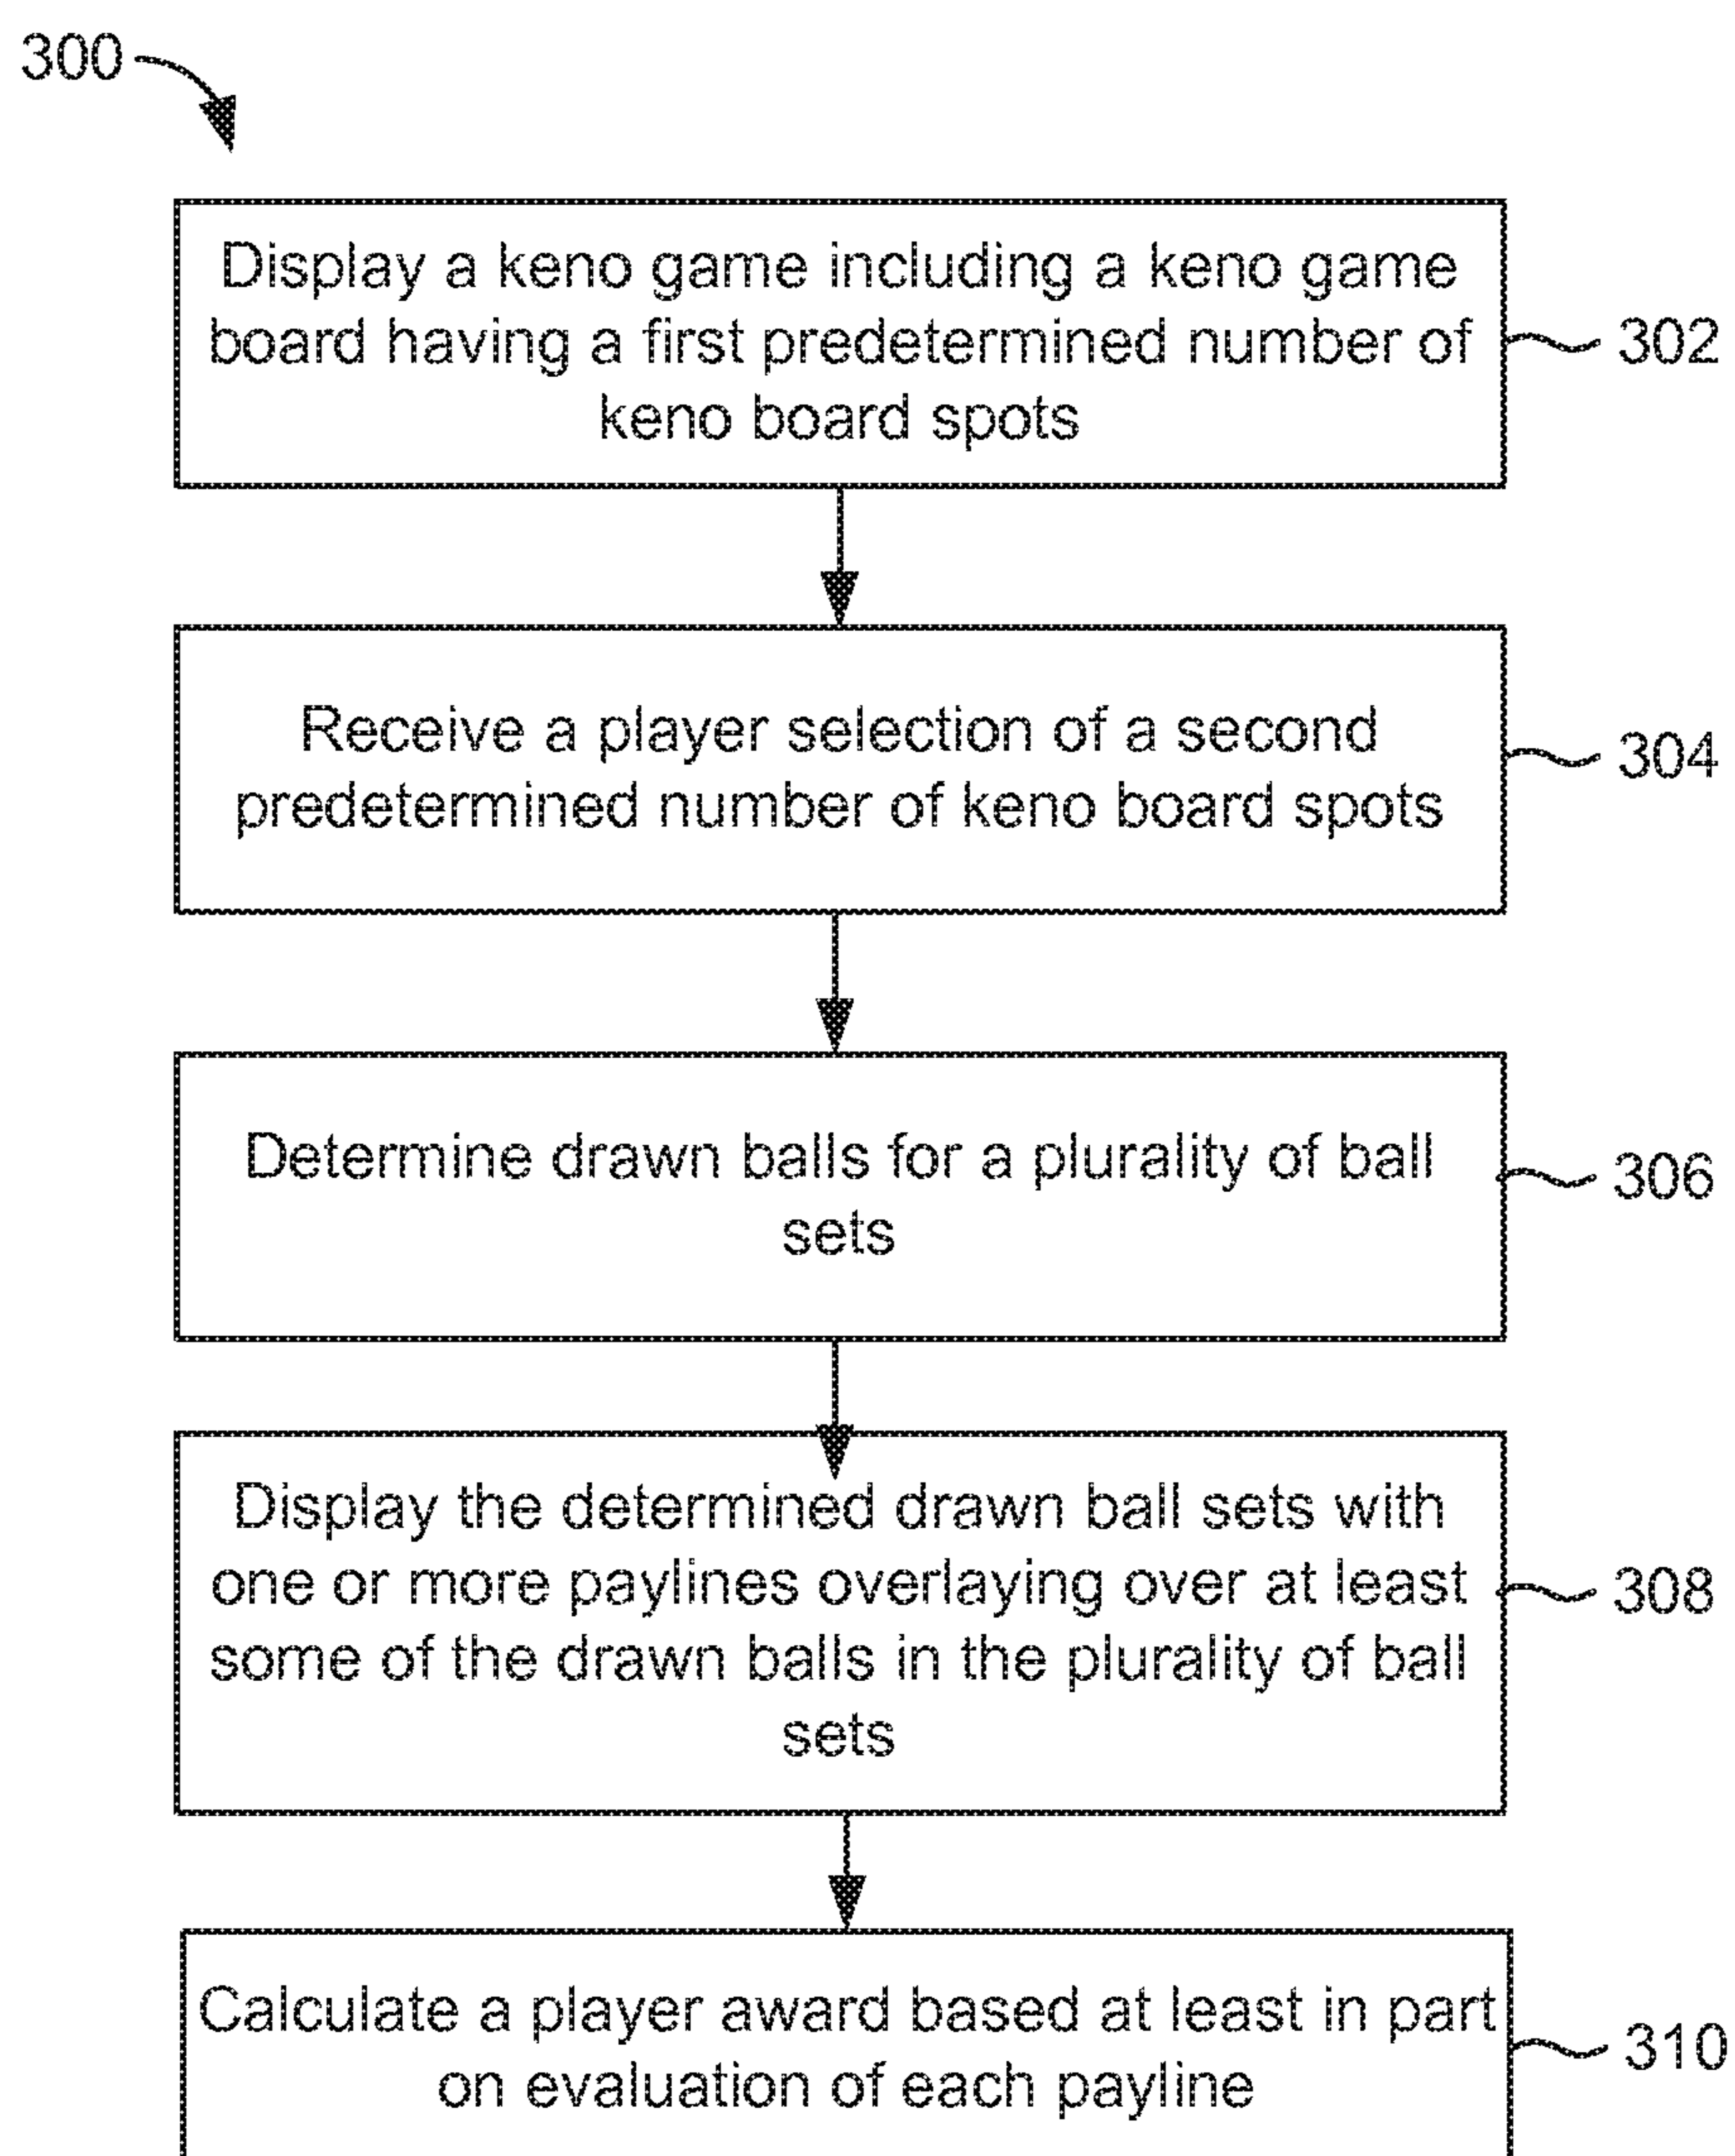 300
Display a keno game including a keno game
board having a first predetermined number of
keno board spots
302
Receive a player selection of a second
predetermined number of keno board spots
304
Determine drawn balls for a plurality of ball
sets
306
Display the determined drawn ball sets with
one or more paylines overlaying over at least
some of the drawn balls in the plurality of ball
sets
308
Calculate a player award based at least in part
on evaluation of each payline
310